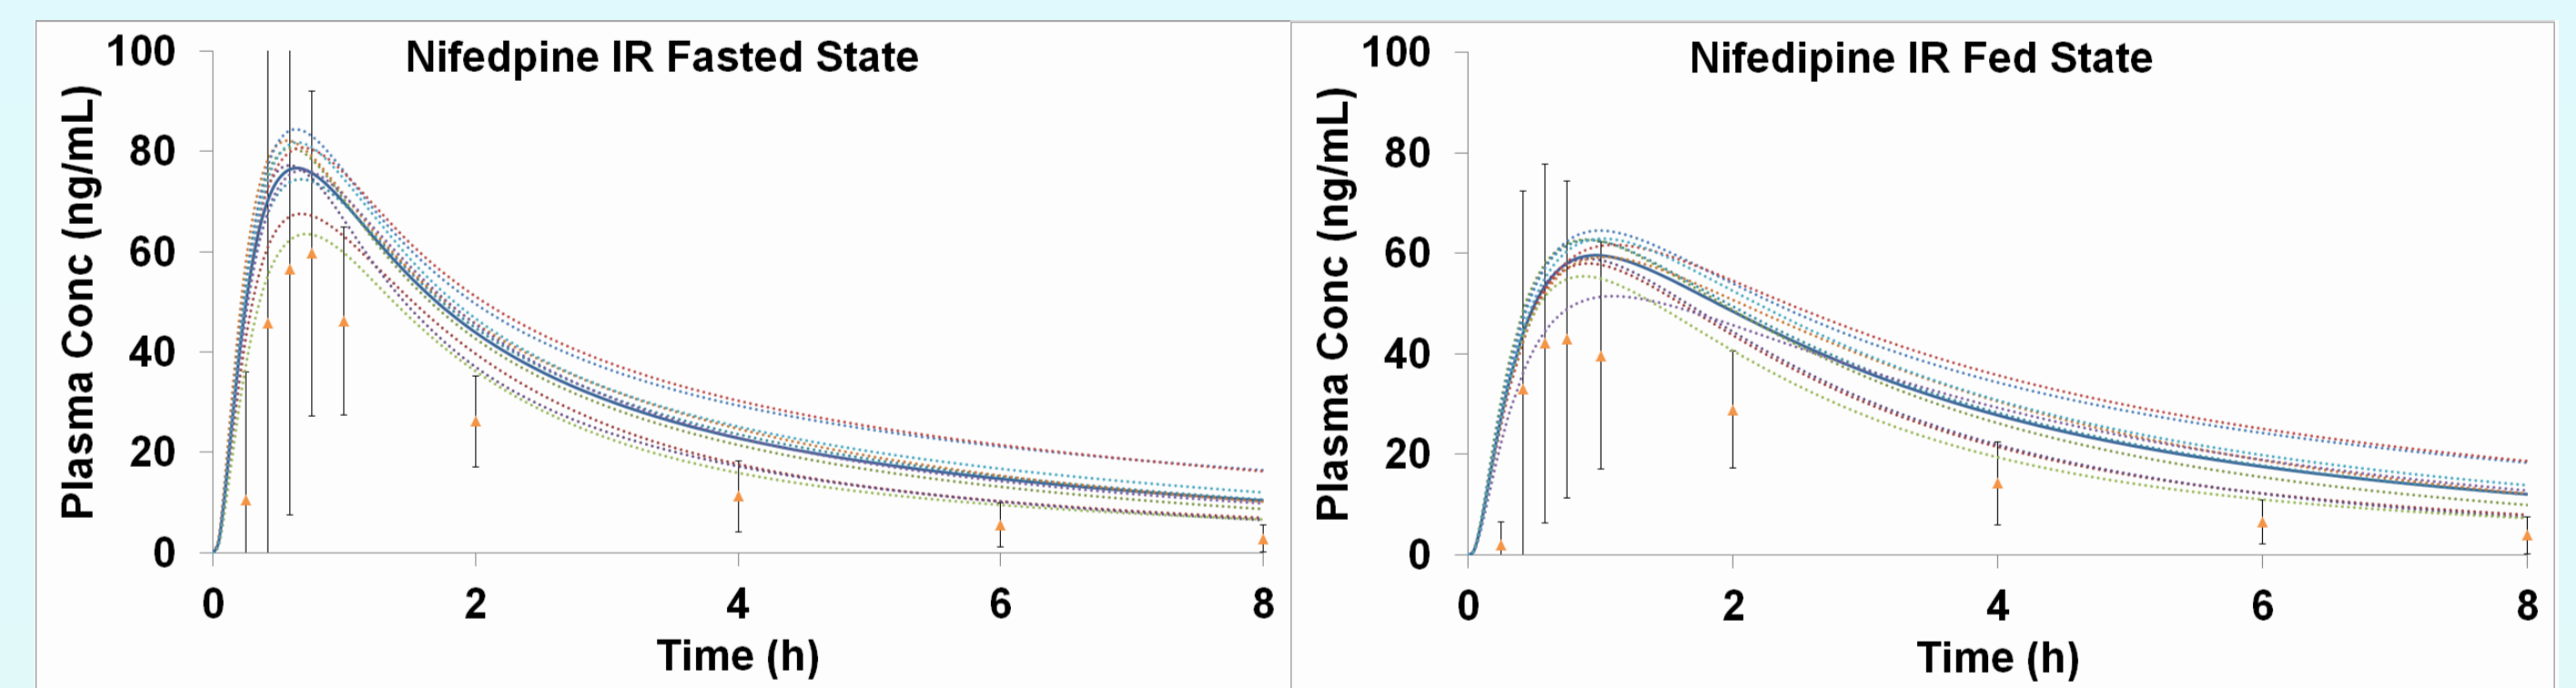 Nifedpine IR Fasted State
100
80
60
40
20
0
Plasma Conc (ng/mL)
0 2 4 6 8
Time (h)
Nifedipine IR Fed State
100
80
60
40
20
0
Plasma Conc (ng/mL)
0 2 4 6 8
Time (h)